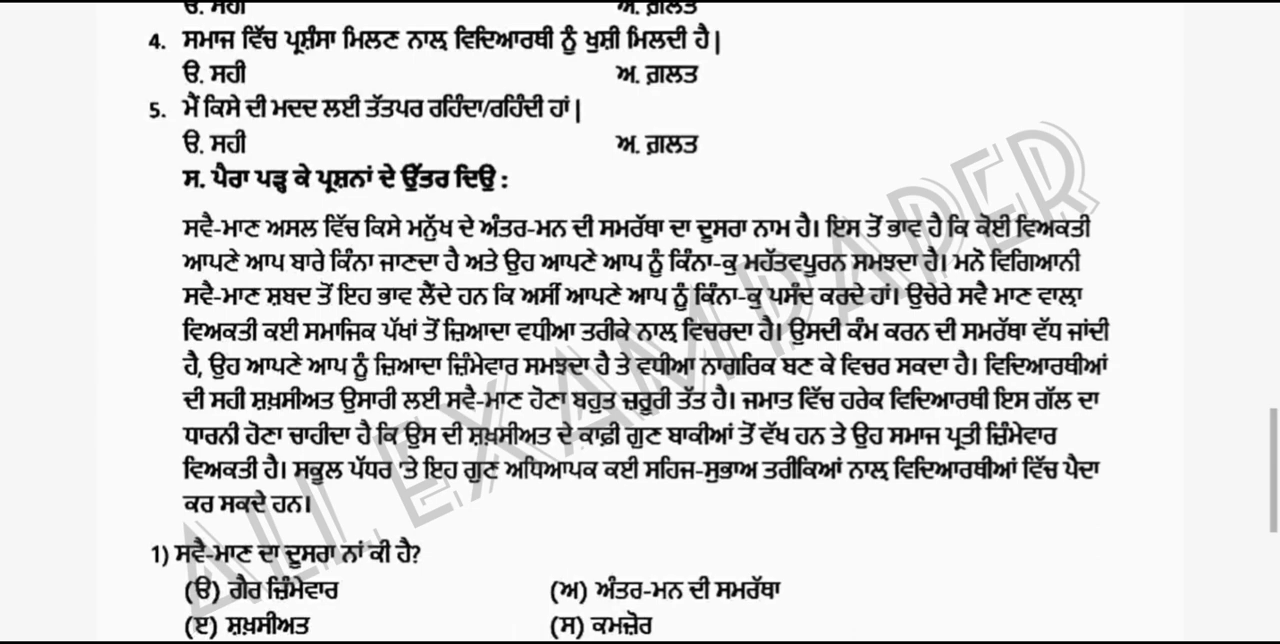 ੳ. ਸਹੀ ਅ. ਗ਼ਲਤ
4. ਸਮਾਜ ਵਿੱਚ ਪ੍ਰਸ਼ੰਸਾ ਮਿਲਣ ਨਾਲ਼ ਵਿਦਿਆਰਥੀ ਨੂੰ ਖ਼ੁਸ਼ੀ ਮਿਲਦੀ ਹੈ|
ੳ. ਸਹੀ ਅ. ਗ਼ਲਤ
5. ਮੈਂ ਕਿਸੇ ਦੀ ਮਦਦ ਲਈ ਤੱਤਪਰ ਰਹਿੰਦਾ/ਰਹਿੰਦੀ ਹਾਂ|
ੳ. ਸਹੀ ਅ. ਗ਼ਲਤ
ਸ. ਪੈਰਾ ਪੜ੍ਹ ਕੇ ਪ੍ਰਸ਼ਨਾਂ ਦੇ ਉੱਤਰ ਦਿਉ :
ਸਵੈ-ਮਾਣ ਅਸਲ ਵਿੱਚ ਕਿਸੇ ਮਨੁੱਖ ਦੇ ਅੰਤਰ-ਮਨ ਦੀ ਸਮਰੱਥਾ ਦਾ ਦੂਸਰਾ ਨਾਮ ਹੈ। ਇਸ ਤੋਂ ਭਾਵ ਹੈ ਕਿ ਕੋਈ ਵਿਅਕਤੀ
ਆਪਣੇ ਆਪ ਬਾਰੇ ਕਿੰਨਾ ਜਾਣਦਾ ਹੈ ਅਤੇ ਉਹ ਆਪਣੇ ਆਪ ਨੂੰ ਕਿੰਨਾ-ਕੁ ਮਹੱਤਵਪੂਰਨ ਸਮਝਦਾ ਹੈ। ਮਨੋ ਵਿਗਿਆਨੀ
ਸਵੈ-ਮਾਣ ਸ਼ਬਦ ਤੋਂ ਇਹ ਭਾਵ ਲੈਂਦੇ ਹਨ ਕਿ ਅਸੀਂ ਆਪਣੇ ਆਪ ਨੂੰ ਕਿੰਨਾ-ਕੁ ਪਸੰਦ ਕਰਦੇ ਹਾਂ। ਉਚੇਰੇ ਸਵੈ ਮਾਣ ਵਾਲ਼ਾ
ਵਿਅਕਤੀ ਕਈ ਸਮਾਜਿਕ ਪੱਖਾਂ ਤੋਂ ਜ਼ਿਆਦਾ ਵਧੀਆ ਤਰੀਕੇ ਨਾਲ਼ ਵਿਚਰਦਾ ਹੈ। ਉਸਦੀ ਕੰਮ ਕਰਨ ਦੀ ਸਮਰੱਥਾ ਵੱਧ ਜਾਂਦੀ
ਹੈ, ਉਹ ਆਪਣੇ ਆਪ ਨੂੰ ਜ਼ਿਆਦਾ ਜ਼ਿੰਮੇਵਾਰ ਸਮਝਦਾ ਹੈ ਤੇ ਵਧੀਆ ਨਾਗਰਿਕ ਬਣ ਕੇ ਵਿਚਰ ਸਕਦਾ ਹੈ। ਵਿਦਿਆਰਥੀਆਂ
ਦੀ ਸਹੀ ਸ਼ਖ਼ਸੀਅਤ ਉਸਾਰੀ ਲਈ ਸਵੈ-ਮਾਣ ਹੋਣਾ ਬਹੁਤ ਜ਼ਰੂਰੀ ਤੱਤ ਹੈ। ਜਮਾਤ ਵਿੱਚ ਹਰੇਕ ਵਿਦਿਆਰਥੀ ਇਸ ਗੱਲ ਦਾ
ਧਾਰਨੀ ਹੋਣਾ ਚਾਹੀਦਾ ਹੈ ਕਿ ਉਸ ਦੀ ਸ਼ਖ਼ਸੀਅਤ ਦੇ ਕਾਫ਼ੀ ਗੁਣ ਬਾਕੀਆਂ ਤੋਂ ਵੱਖ ਹਨ ਤੇ ਉਹ ਸਮਾਜ ਪ੍ਰਤੀ ਜ਼ਿੰਮੇਵਾਰ
ਵਿਅਕਤੀ ਹੈ। ਸਕੂਲ ਪੱਧਰ 'ਤੇ ਇਹ ਗੁਣ ਅਧਿਆਪਕ ਕਈ ਸਹਿਜ-ਸੁਭਾਅ ਤਰੀਕਿਆਂ ਨਾਲ਼ ਵਿਦਿਆਰਥੀਆਂ ਵਿੱਚ ਪੈਦਾ
ਕਰ ਸਕਦੇ ਹਨ।
1) ਸਵੈ-ਮਾਣ ਦਾ ਦੂਸਰਾ ਨਾਂ ਕੀ ਹੈ?
(ੳ) ਗੈਰ ਜ਼ਿੰਮੇਵਾਰ (ਅ) ਅੰਤਰ-ਮਨ ਦੀ ਸਮਰੱਥਾ
(ੲ) ਸ਼ਖ਼ਸੀਅਤ (ਸ) ਕਮਜ਼ੋਰ
ALL EXAM PAPER